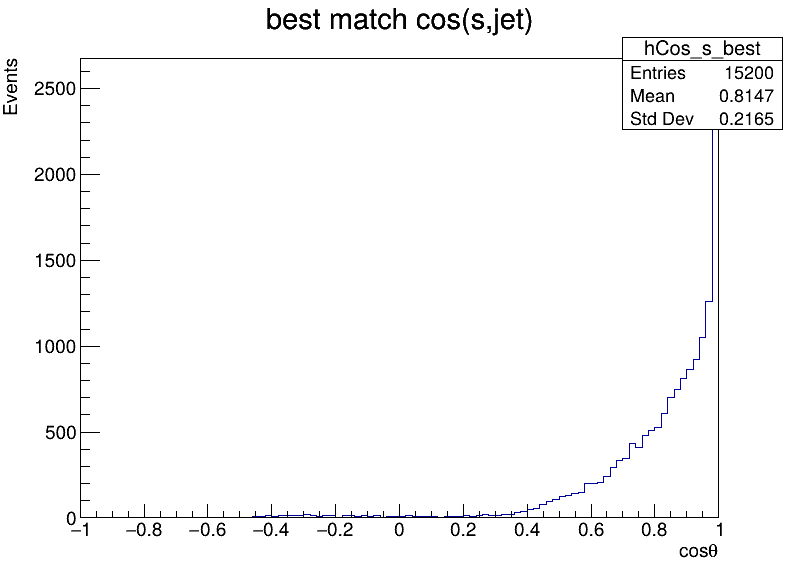 best match cos(s,jet)
hCos_s_best
Entries 15200
Mean 0.8147
Std Dev 0.2165
Events
2500
2000
1500
1000
500
0
−1 −0.8 −0.6 −0.4 −0.2 0 0.2 0.4 0.6 0.8 1
cosθ